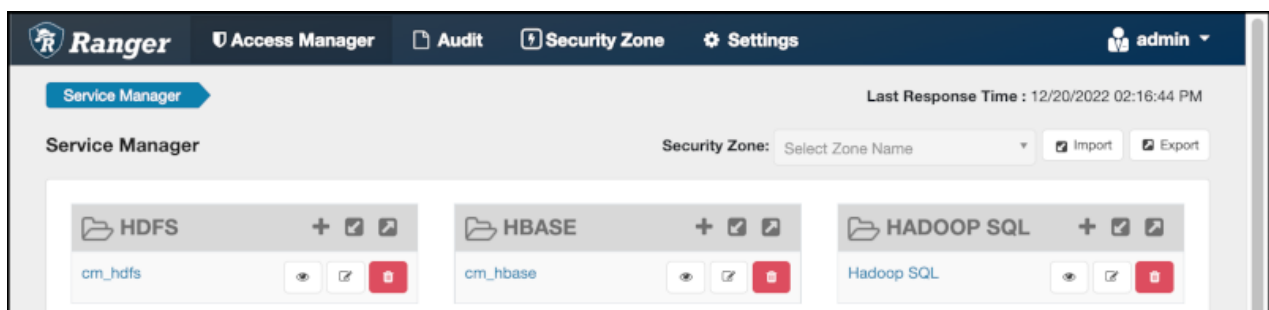 Ranger Access Manager Audit Security Zone Settings admin
Service Manager Last Response Time : 12/20/2022 02:16:44 PM
Service Manager Security Zone: Select Zone Name Import Export
HDFS HBASE HADOOP SQL
cm_hdfs cm_hbase Hadoop SQL